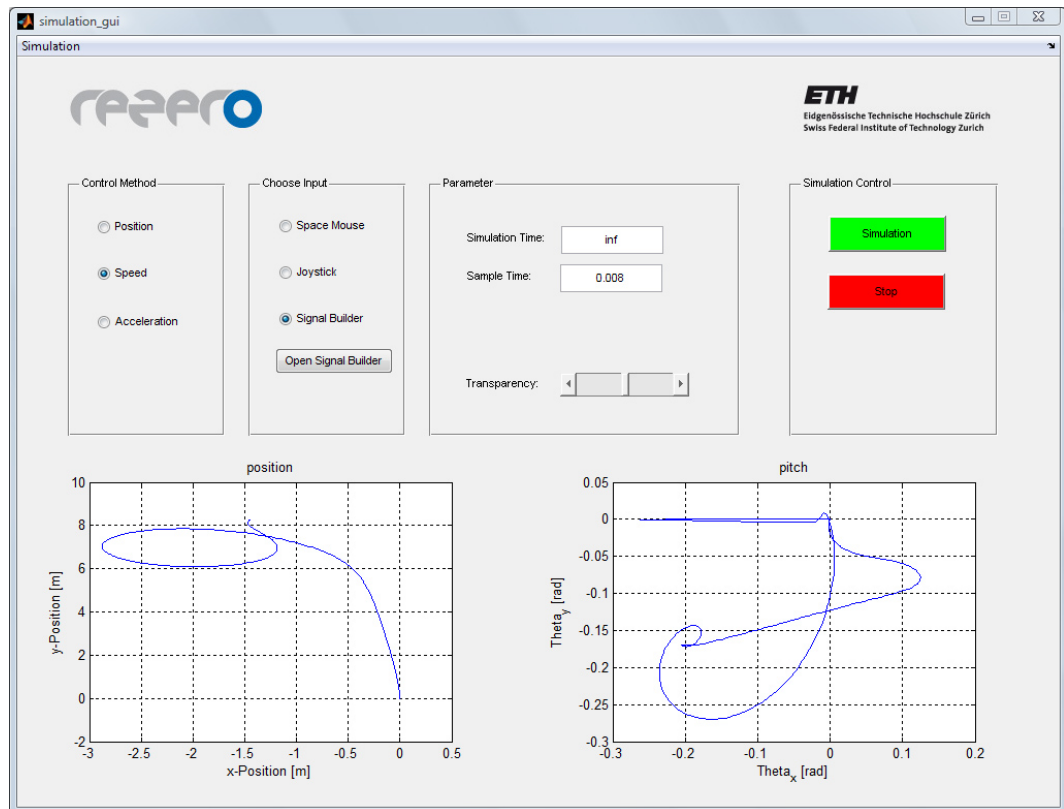 simulation_gui
Simulation
rezero
ETH
Eidgenössische Technische Hochschule Zürich
Swiss Federal Institute of Technology Zurich
Control Method
Position
Speed
Acceleration
Choose Input
Space Mouse
Joystick
Signal Builder
Open Signal Builder
Parameter
Simulation Time:
inf
Sample Time:
0.008
Transparency:
Simulation Control
Simulation
Stop
position
10
8
6
4
2
0
-2
y-Position [m]
-3 -2.5 -2 -1.5 -1 -0.5 0 0.5
x-Position [m]
pitch
0.05
0
-0.05
-0.1
-0.15
-0.2
-0.25
-0.3
Theta_y [rad]
-0.3 -0.2 -0.1 0 0.1 0.2
Theta_x [rad]